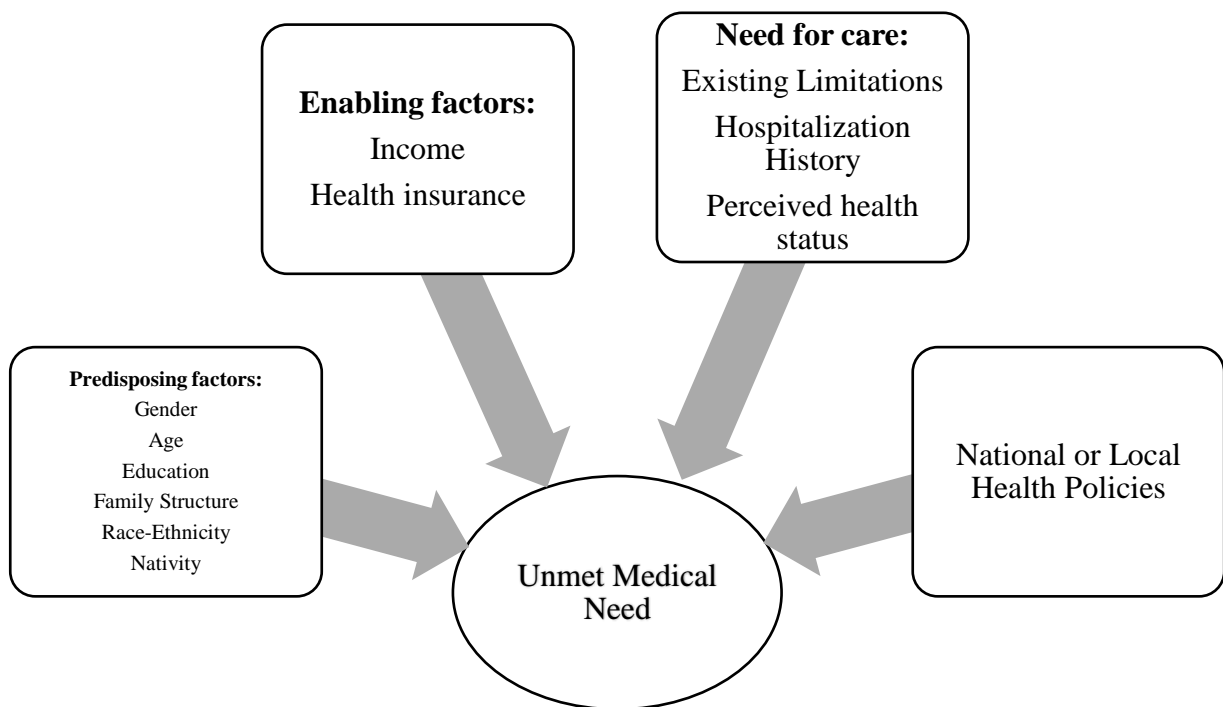 Need for care:
Existing Limitations
Hospitalization
History
Perceived health
status
Enabling factors:
Income
Health insurance
Predisposing factors:
Gender
Age
Education
Family Structure
Race-Ethnicity
Nativity
National or Local
Health Policies
Unmet Medical
Need